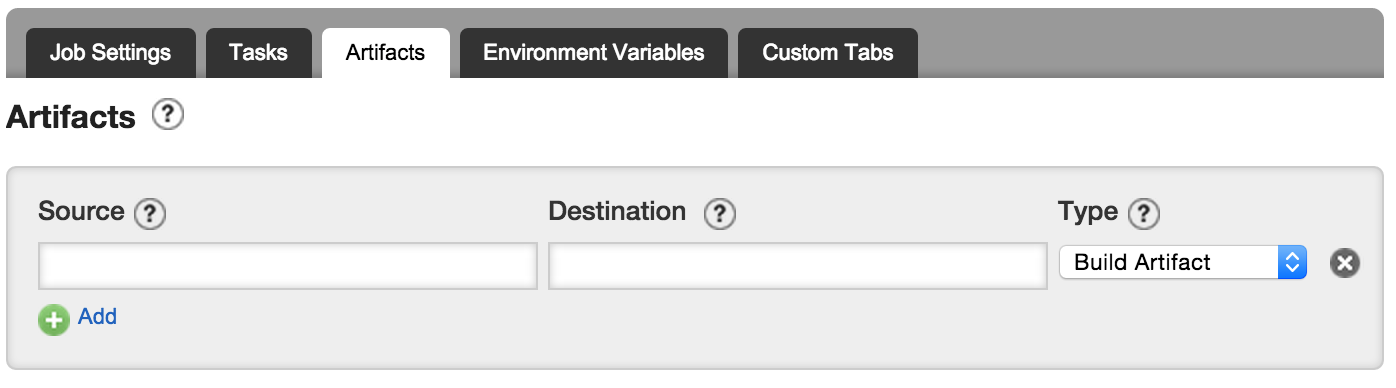 Job Settings Tasks Artifacts Environment Variables Custom Tabs
Artifacts ?
Source ? Destination ? Type ?
Build Artifact
Add